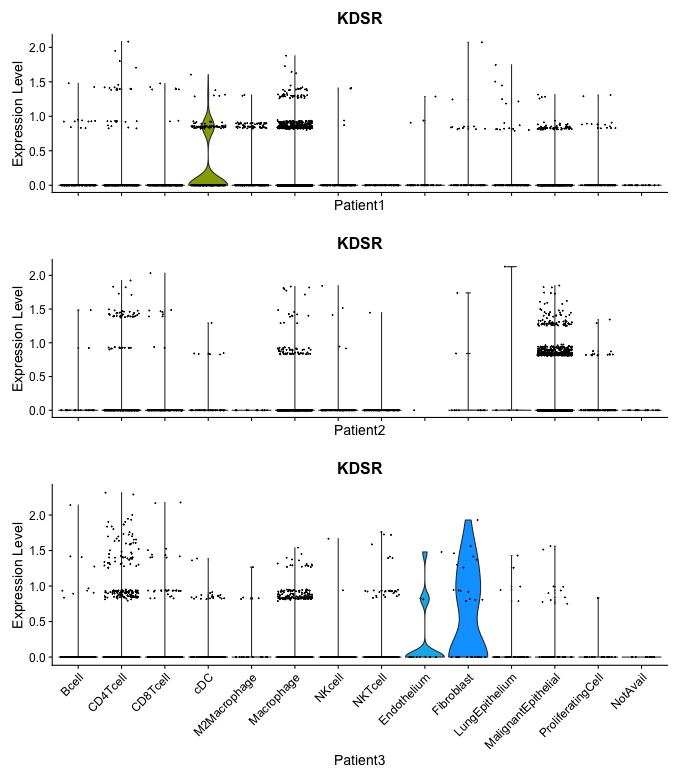 KDSR
Expression Level
2.0
1.5
1.0
0.5
0.0
Patient1
KDSR
Expression Level
2.0
1.5
1.0
0.5
0.0
Patient2
KDSR
Expression Level
2.0
1.5
1.0
0.5
0.0
Bcell
CD4Tcell
CD8Tcell
cDC
M2Macrophage
Macrophage
NKcell
NKTcell
Endothelium
Fibroblast
LungEpithelium
MalignantEpithelial
ProliferatingCell
NotAvail
Patient3